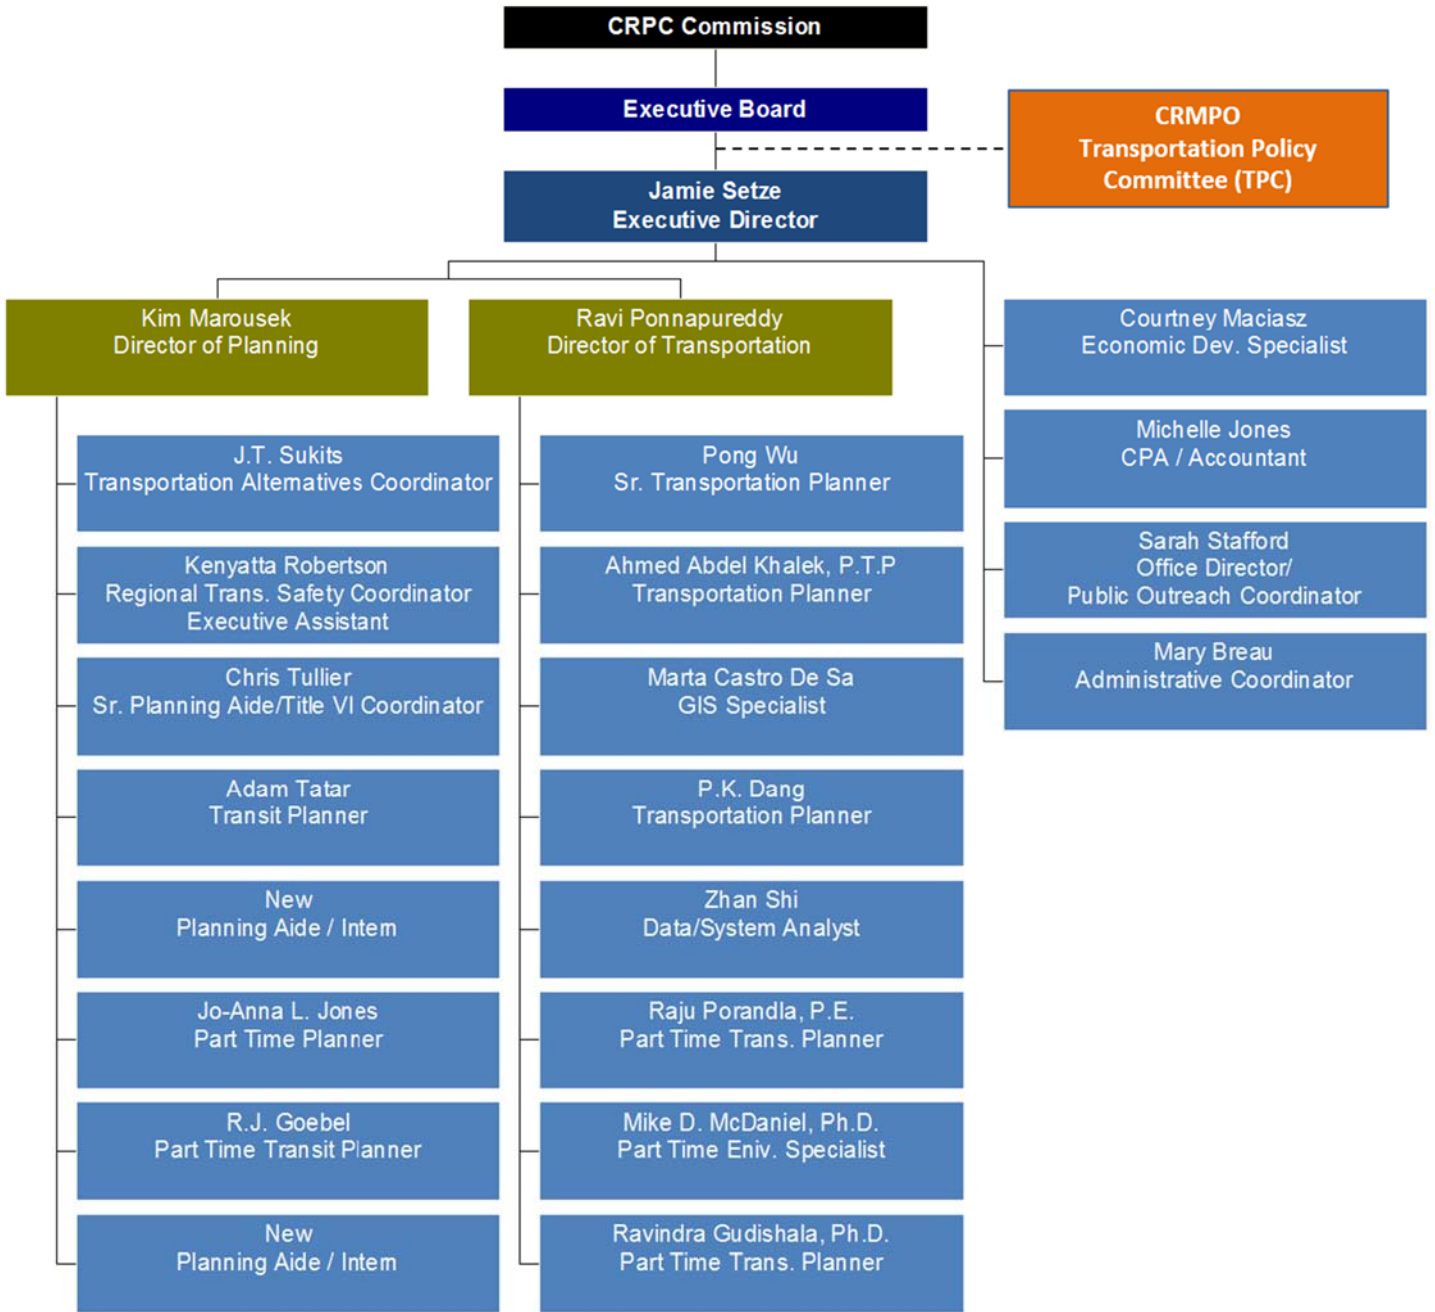 CRPC Commission
Executive Board
CRMPO
Transportation Policy
Committee (TPC)
Jamie Setze
Executive Director
Kim Marousek
Director of Planning
Ravi Ponnapureddy
Director of Transportation
Courtney Maciasz
Economic Dev. Specialist
Michelle Jones
CPA / Accountant
Sarah Stafford
Office Director/
Public Outreach Coordinator
Mary Breau
Administrative Coordinator
J.T. Sukits
Transportation Alternatives Coordinator
Kenyatta Robertson
Regional Trans. Safety Coordinator
Executive Assistant
Chris Tullier
Sr. Planning Aide/Title VI Coordinator
Adam Tatar
Transit Planner
New
Planning Aide / Intern
Jo-Anna L. Jones
Part Time Planner
R.J. Goebel
Part Time Transit Planner
New
Planning Aide / Intern
Pong Wu
Sr. Transportation Planner
Ahmed Abdel Khalek, P.T.P
Transportation Planner
Marta Castro De Sa
GIS Specialist
P.K. Dang
Transportation Planner
Zhan Shi
Data/System Analyst
Raju Porandla, P.E.
Part Time Trans. Planner
Mike D. McDaniel, Ph.D.
Part Time Eniv. Specialist
Ravindra Gudishala, Ph.D.
Part Time Trans. Planner